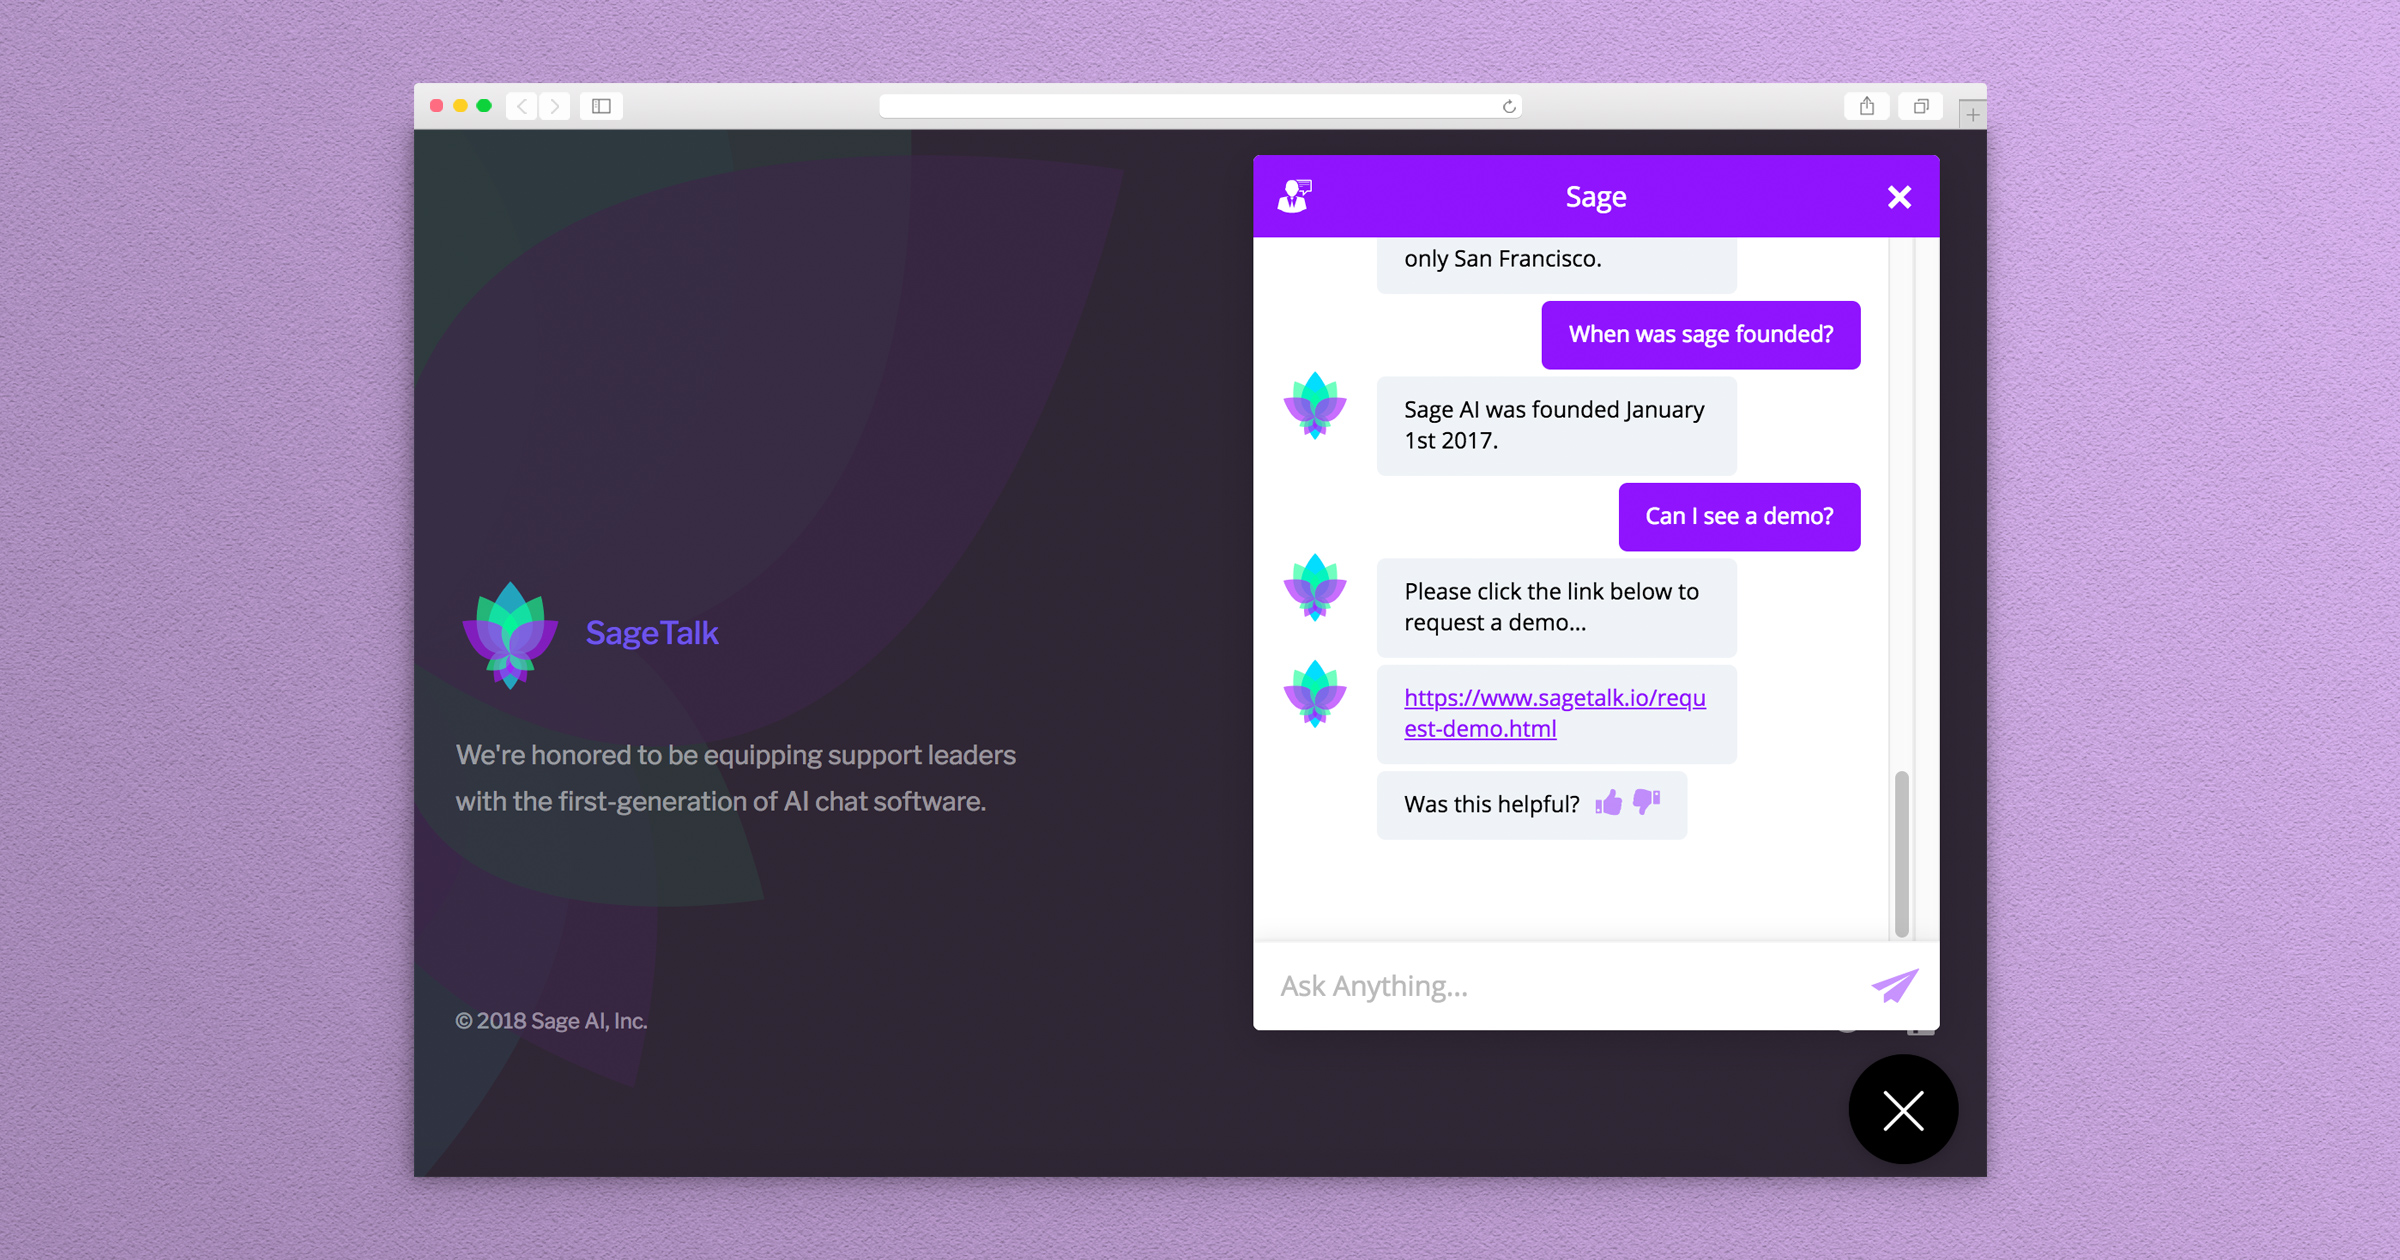 SageTalk
We're honored to be equipping support leaders
with the first-generation of AI chat software.
© 2018 Sage AI, Inc.
Sage
only San Francisco.
When was sage founded?
Sage AI was founded January
1st 2017.
Can I see a demo?
Please click the link below to
request a demo...
https://www.sagetalk.io/requ
est-demo.html
Was this helpful?
Ask Anything...